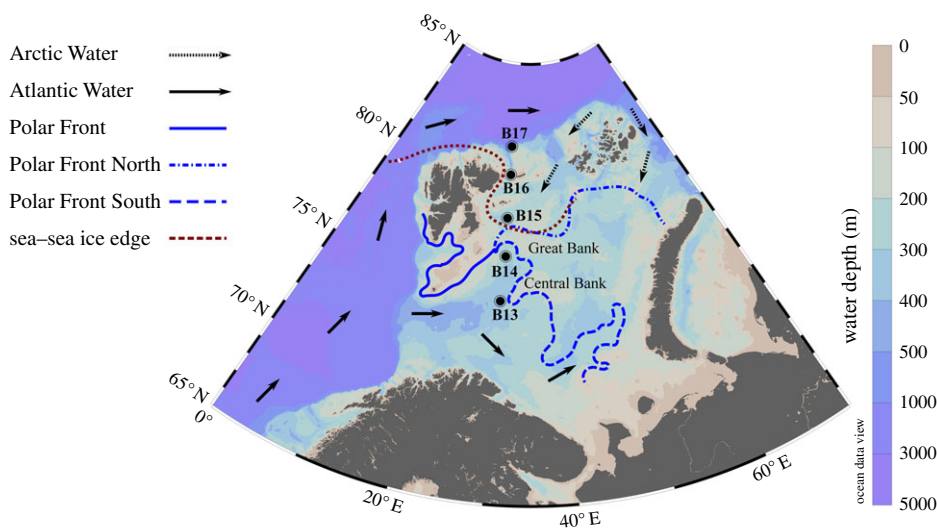 Arctic Water
Atlantic Water
Polar Front
Polar Front North
Polar Front South
sea–sea ice edge
85° N
80° N
75° N
70° N
65° N
0°
20° E
40° E
60° E
B17
B16
B15
Great Bank
B14
Central Bank
B13
water depth (m)
ocean data view
0
50
100
200
300
400
500
1000
3000
5000